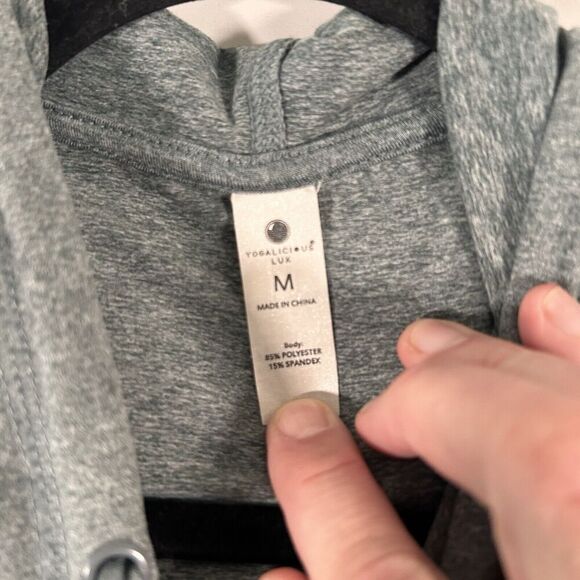 YOGALICIOUS®
LUX
M
MADE IN CHINA
Body:
85% POLYESTER
15% SPANDEX